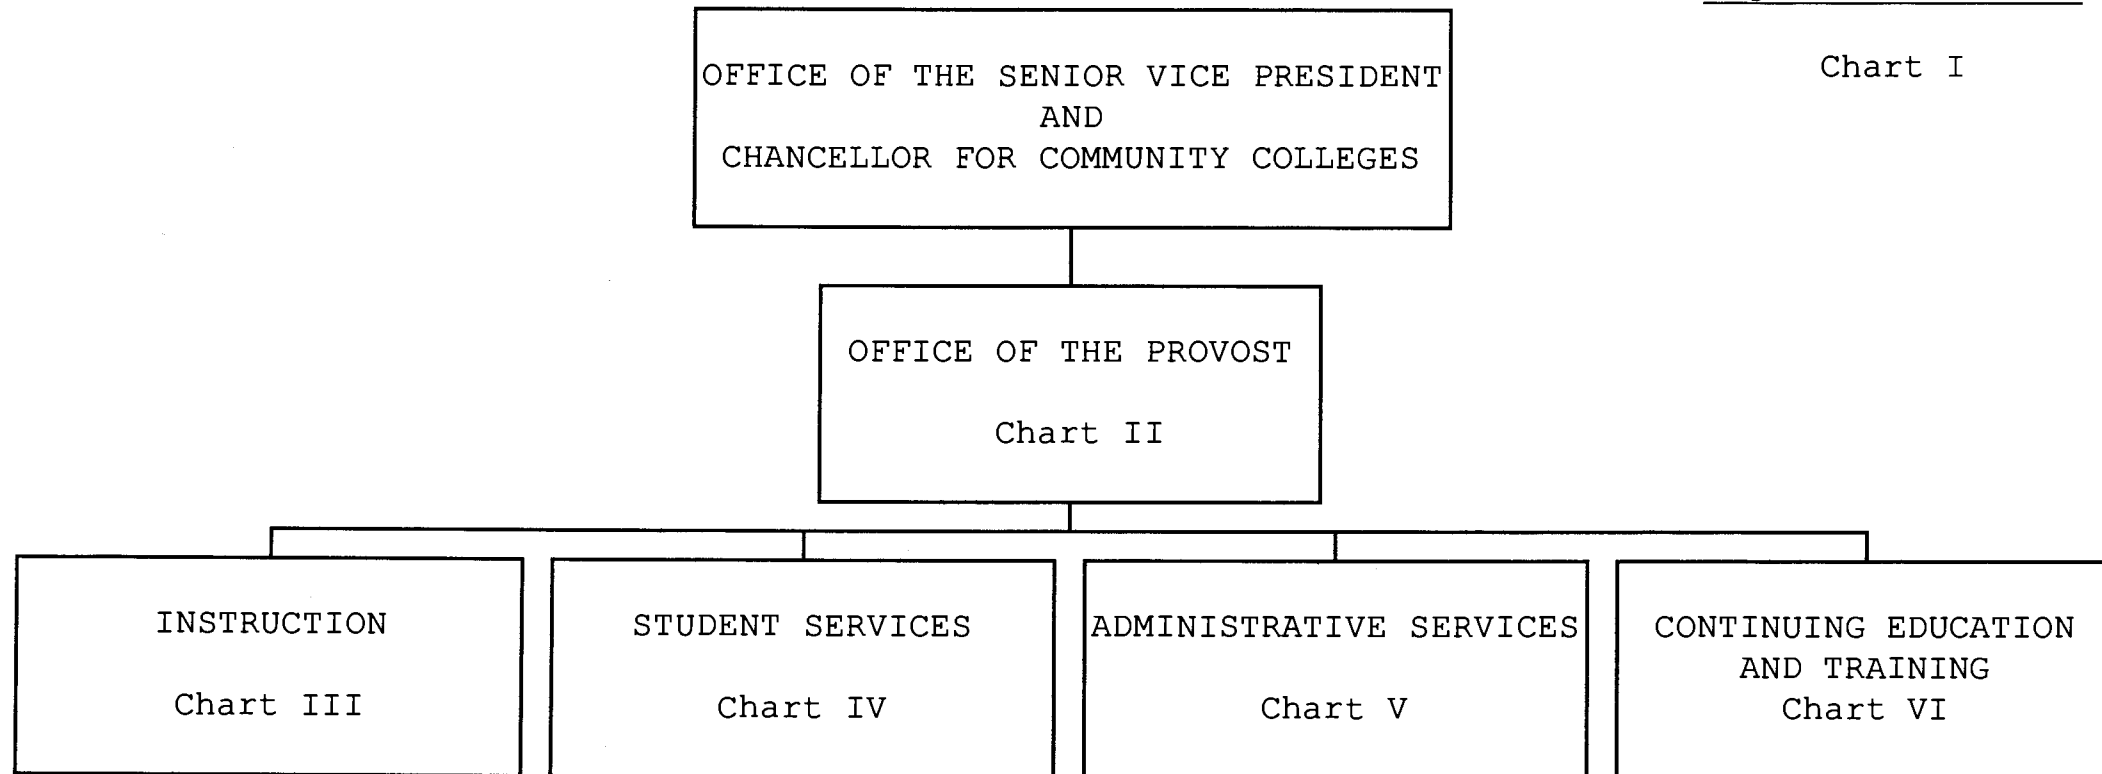 Chart I
OFFICE OF THE SENIOR VICE PRESIDENT
AND
CHANCELLOR FOR COMMUNITY COLLEGES
OFFICE OF THE PROVOST
Chart II
INSTRUCTION
Chart III
STUDENT SERVICES
Chart IV
ADMINISTRATIVE SERVICES
Chart V
CONTINUING EDUCATION
AND TRAINING
Chart VI